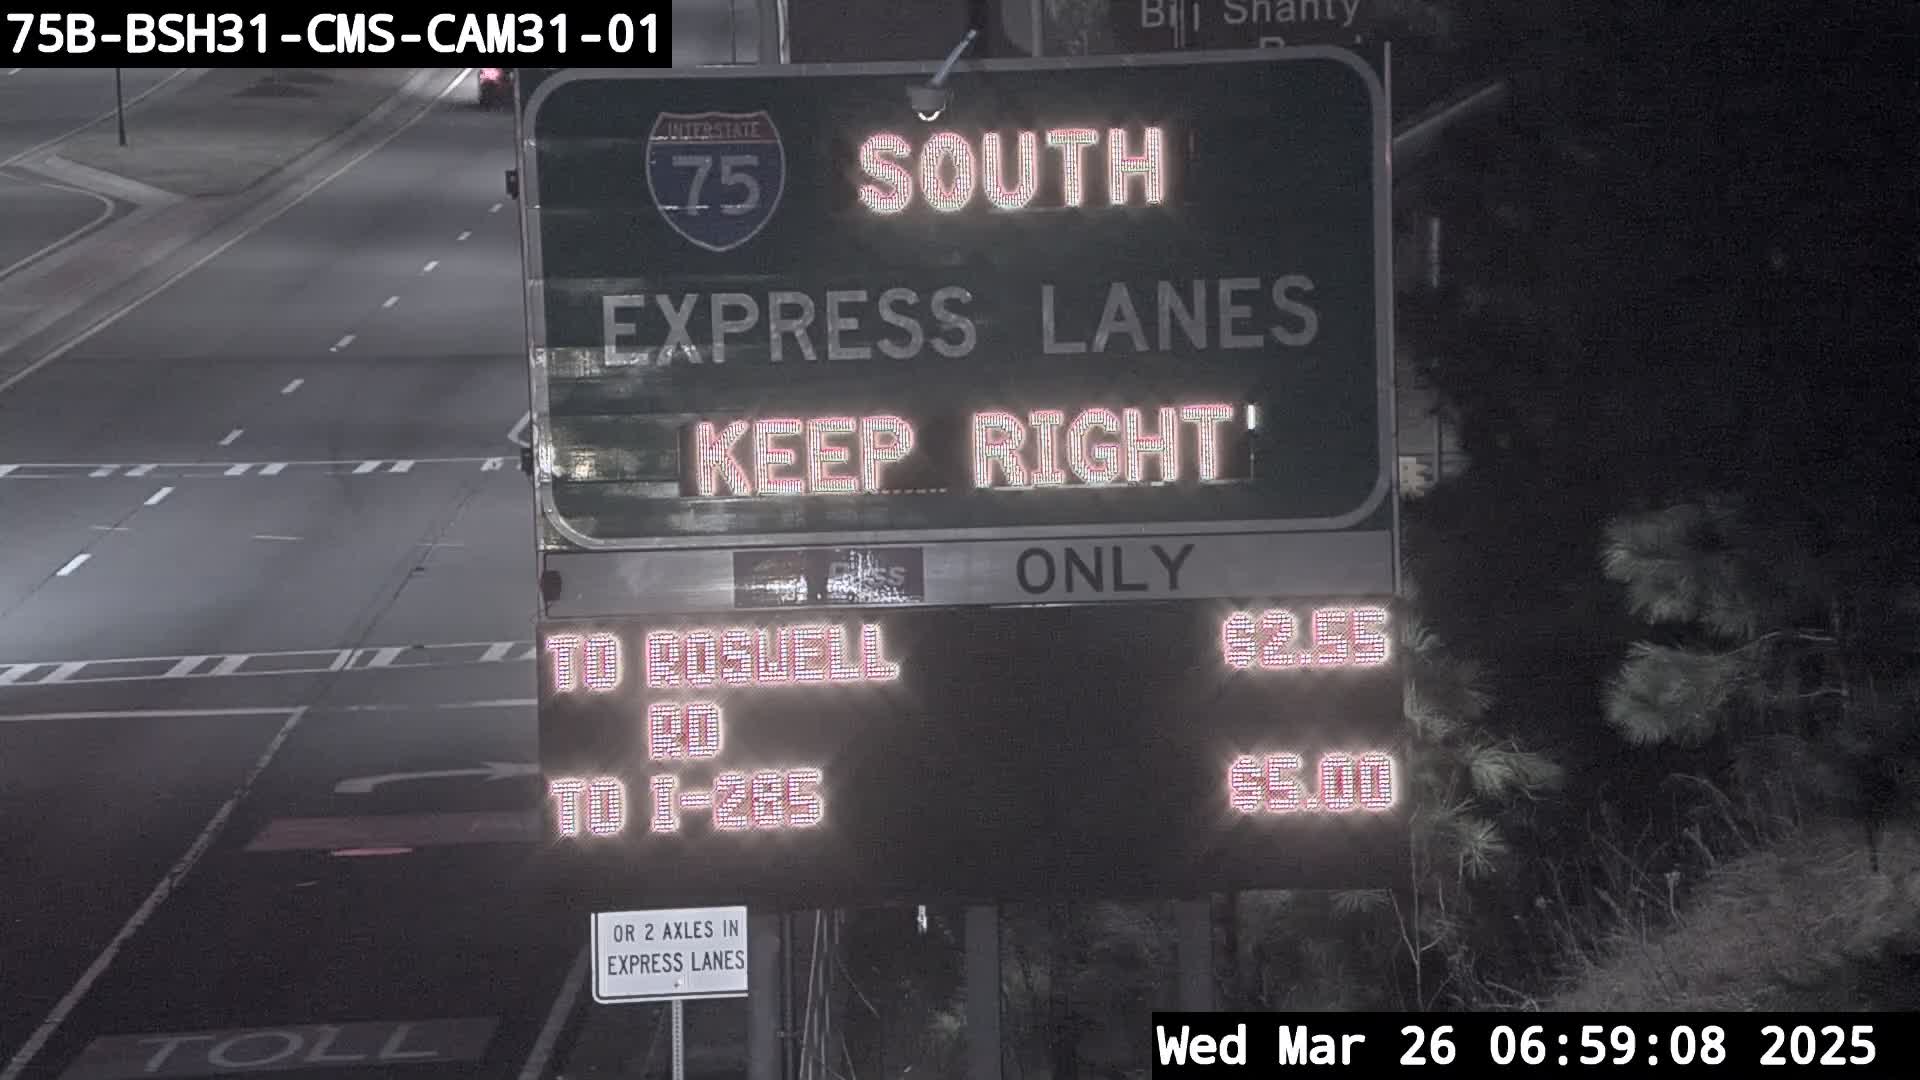 75B-BSH31-CMS-CAM31-01
Shanty
INTERSTATE
75
SOUTH
EXPRESS LANES
KEEP RIGHT
Pass ONLY
TO ROSWELL $2.55
RD
TO I-285 $5.00
OR 2 AXLES IN
EXPRESS LANES
TOLL
Wed Mar 26 06:59:08 2025